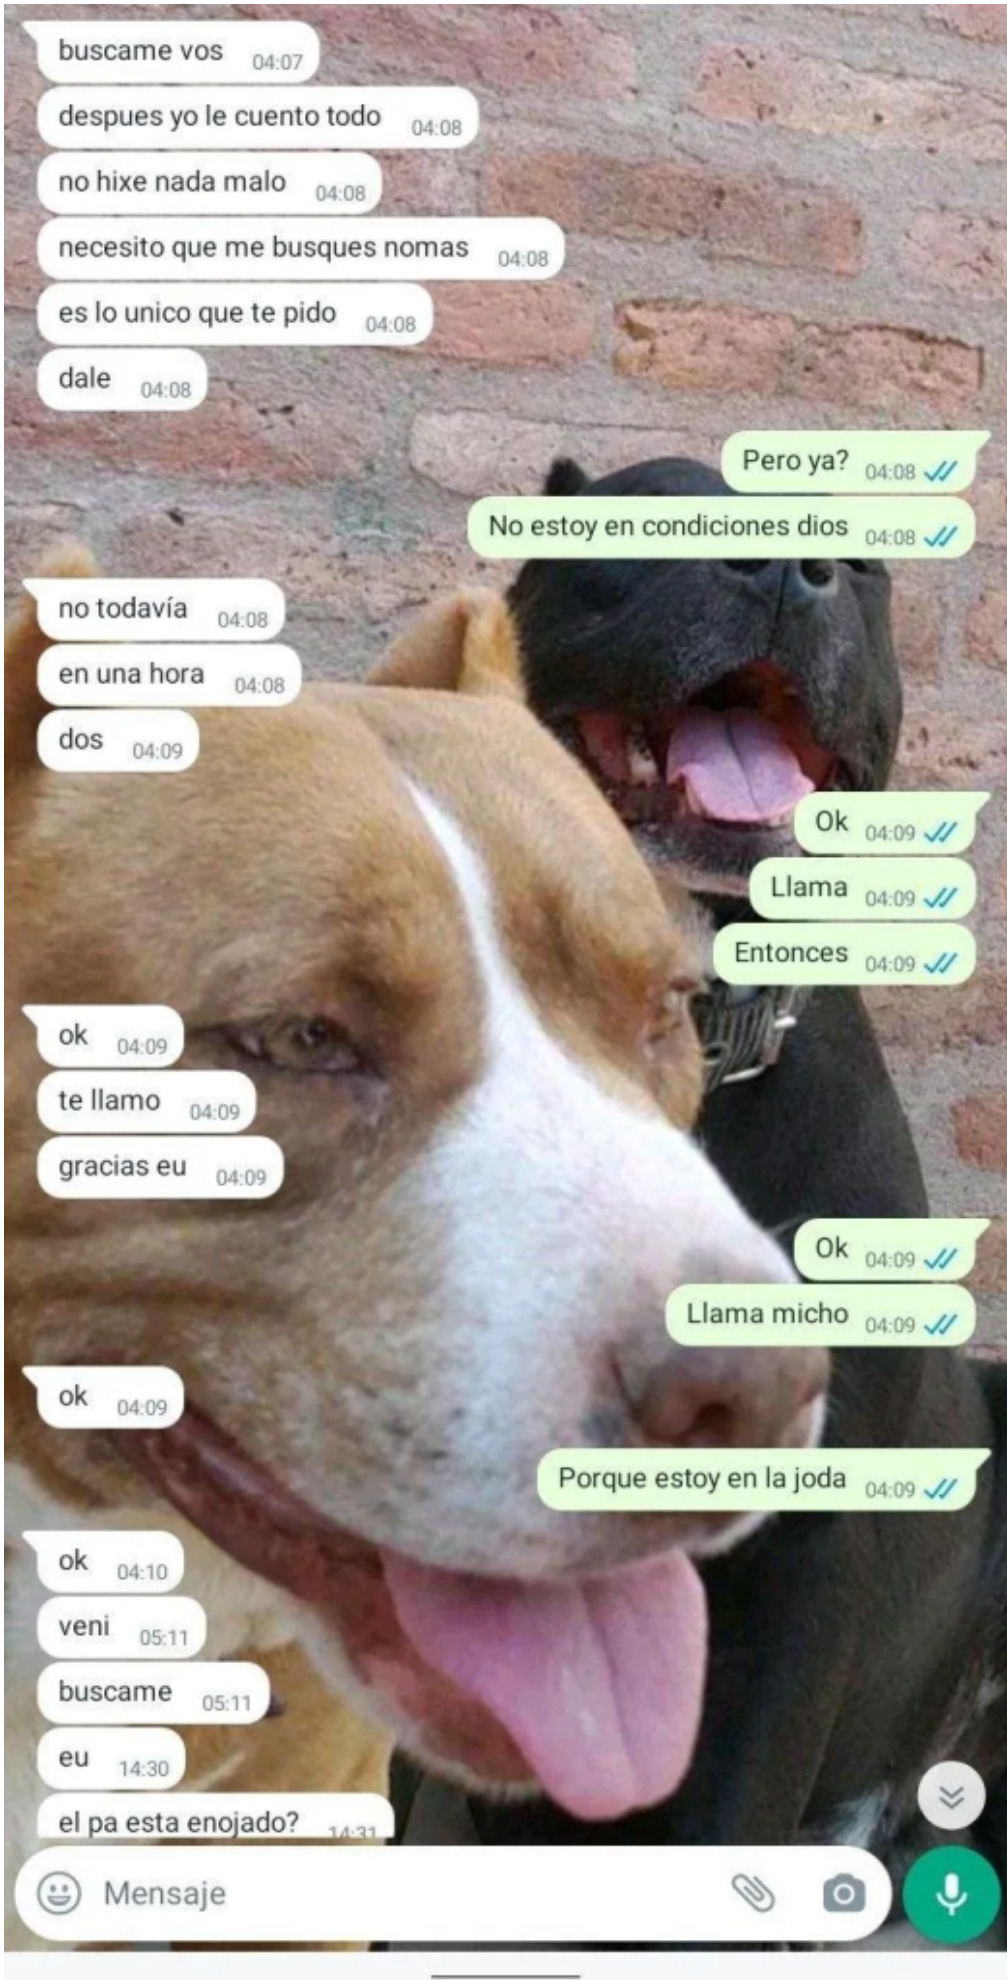 buscame vos 04:07
despues yo le cuento todo 04:08
no hixe nada malo 04:08
necesito que me busques nomas 04:08
es lo unico que te pido 04:08
dale 04:08
Pero ya? 04:08
No estoy en condiciones dios 04:08
no todavía 04:08
en una hora 04:08
dos 04:09
Ok 04:09
Llama 04:09
Entonces 04:09
ok 04:09
te llamo 04:09
gracias eu 04:09
Ok 04:09
Llama micho 04:09
ok 04:09
Porque estoy en la joda 04:09
ok 04:10
veni 05:11
buscame 05:11
eu 14:30
el pa esta enojado? 14:31
Mensaje